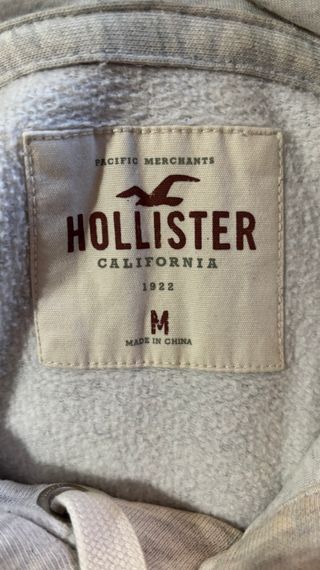 PACIFIC MERCHANTS
HOLLISTER
CALIFORNIA
1922
M
MADE IN CHINA